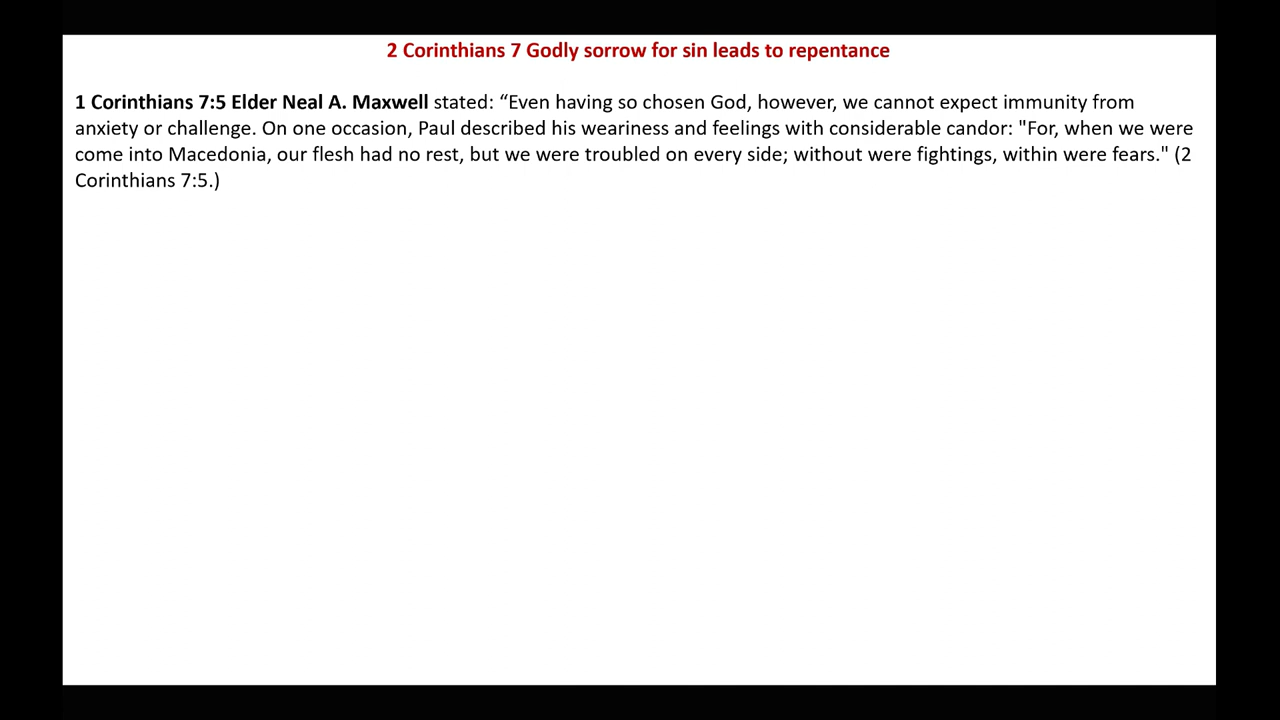 2 Corinthians 7 Godly sorrow for sin leads to repentance
1 Corinthians 7:5 Elder Neal A. Maxwell stated: “Even having so chosen God, however, we cannot expect immunity from
anxiety or challenge. On one occasion, Paul described his weariness and feelings with considerable candor: "For, when we were
come into Macedonia, our flesh had no rest, but we were troubled on every side; without were fightings, within were fears." (2
Corinthians 7:5.)